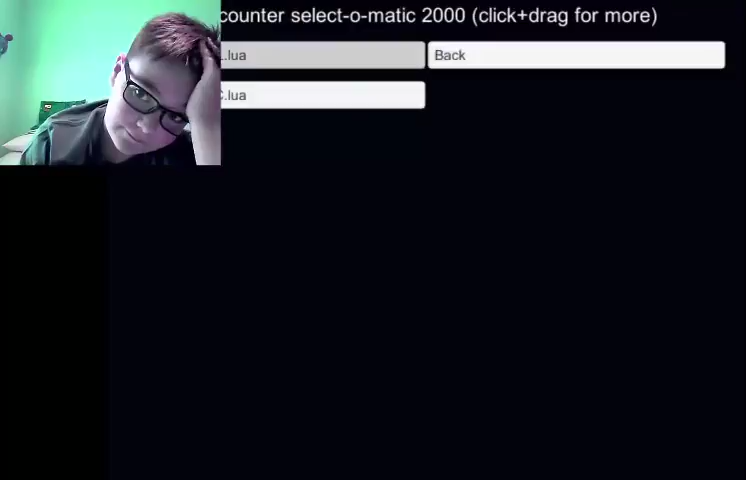 counter select-o-matic 2000 (click+drag for more)
.lua Back
.lua